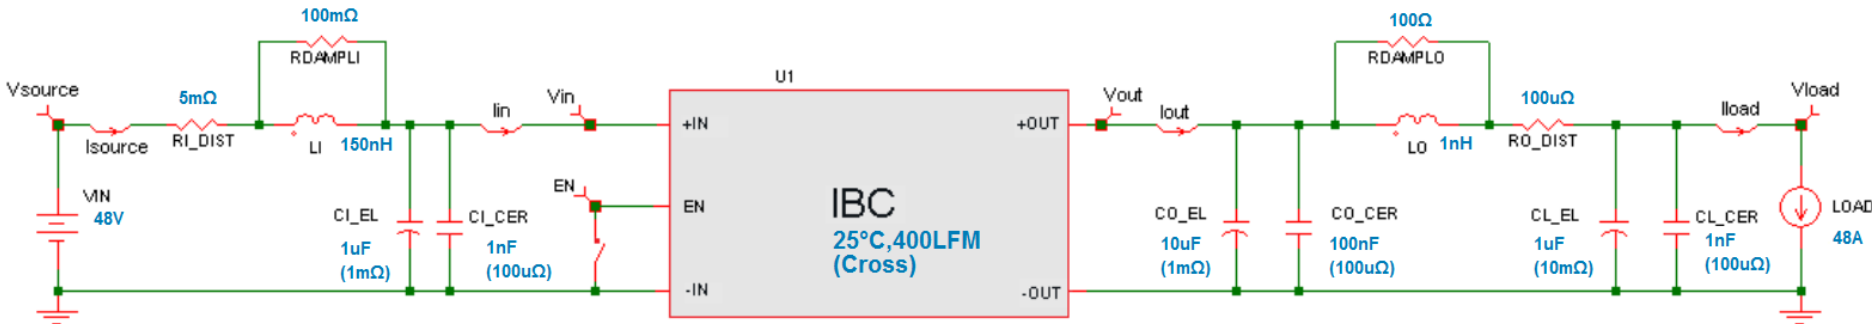 100mΩ
RDAMPLI
Vsource
5mΩ
Isource
RI_DIST
LI
150nH
Iin
Vin
VIN
48V
CI_EL
1uF
(1mΩ)
CI_CER
1nF
(100uΩ)
EN
U1
+IN
EN
-IN
+OUT
-OUT
IBC
25°C,400LFM
(Cross)
Vout
Iout
100Ω
RDAMPLO
LO
1nH
100uΩ
RO_DIST
Iload
Vload
CO_EL
10uF
(1mΩ)
CO_CER
100nF
(100uΩ)
CL_EL
1uF
(10mΩ)
CL_CER
1nF
(100uΩ)
LOAD
48A